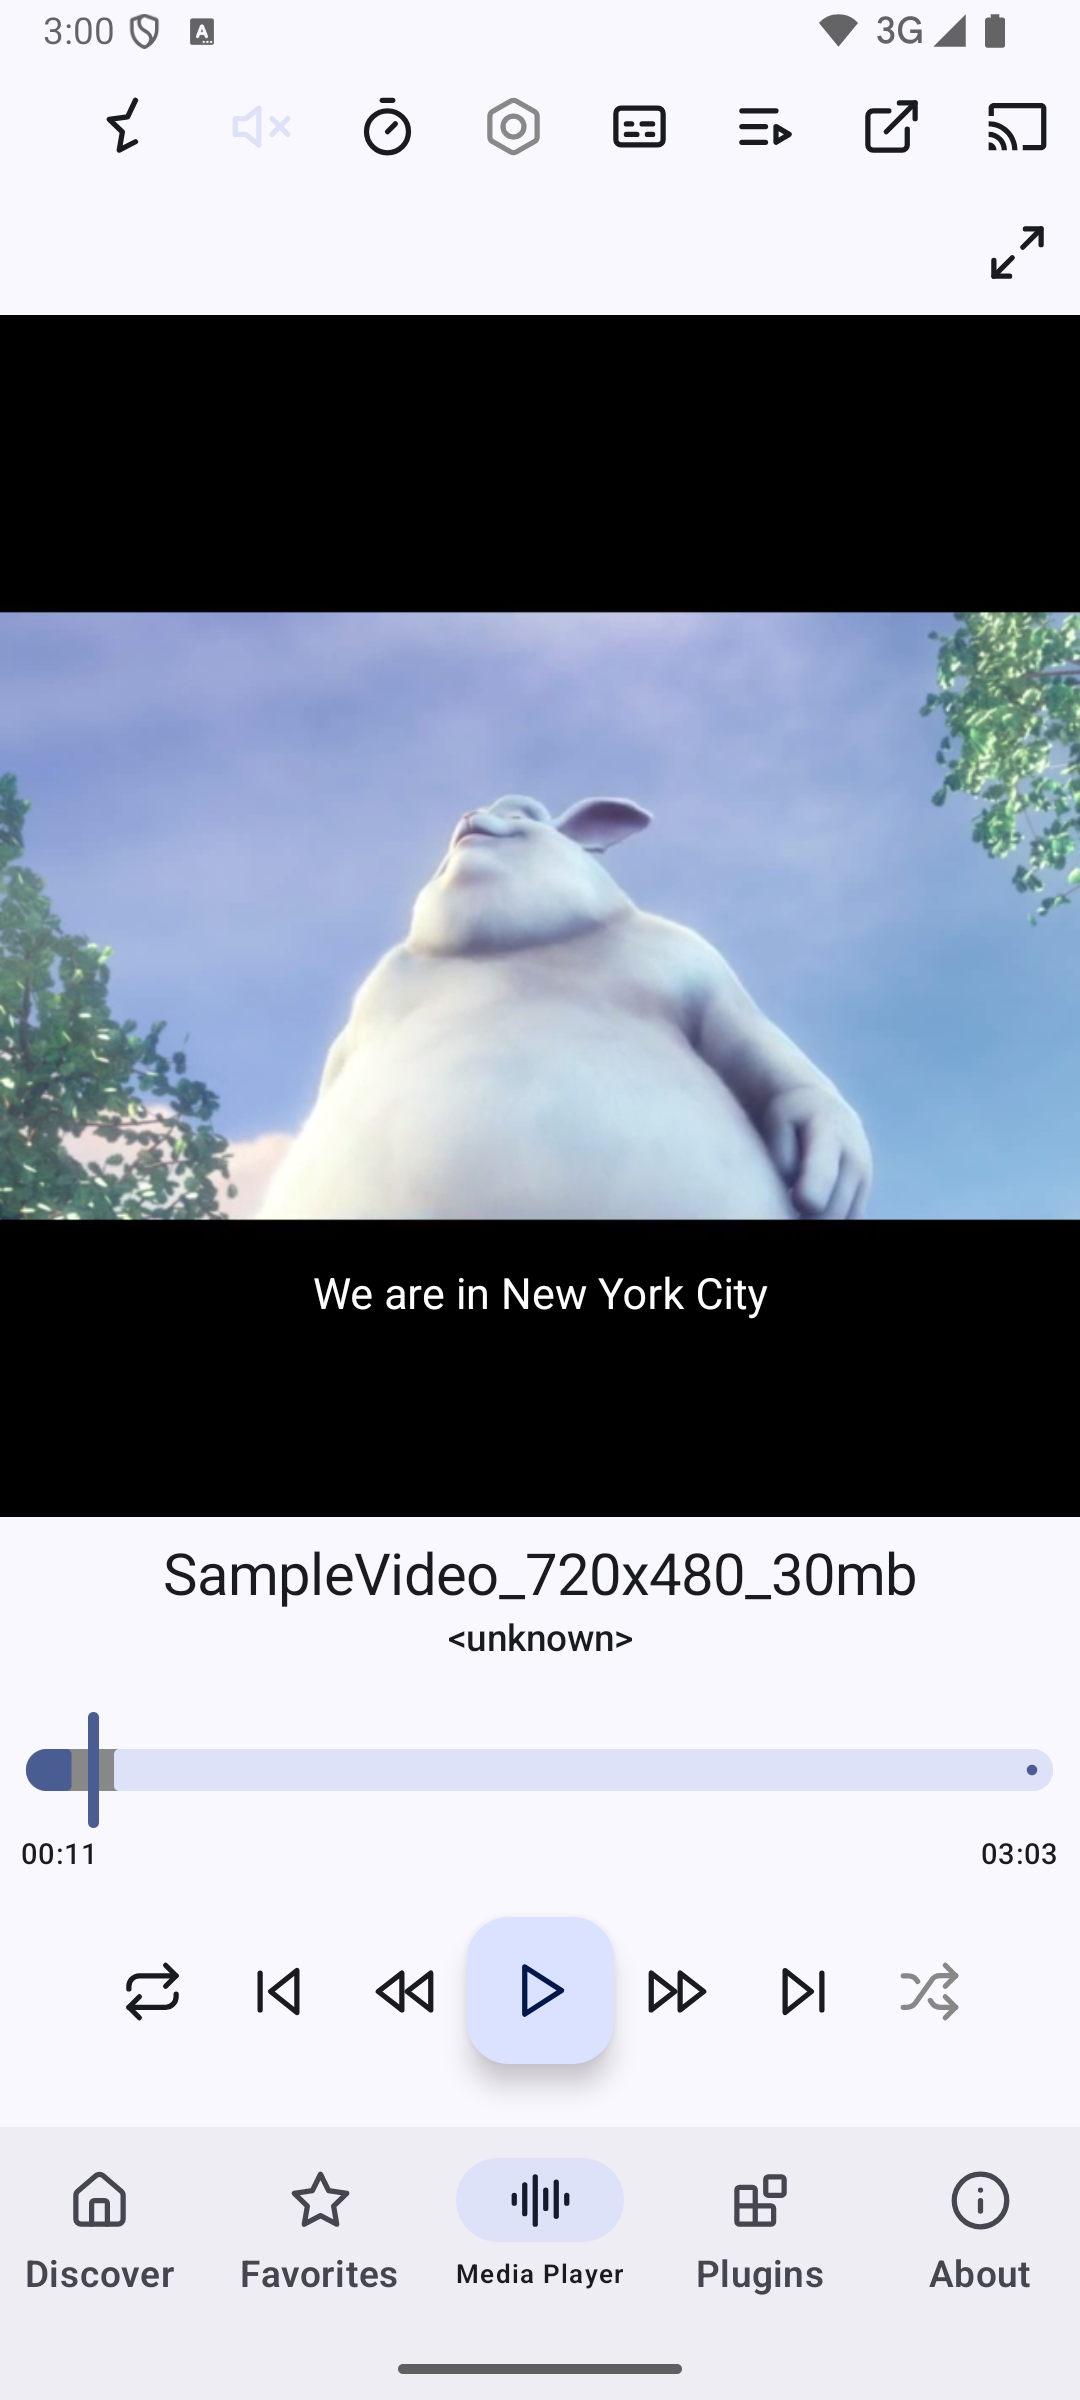 3:00
3G
We are in New York City
SampleVideo_720x480_30mb
<unknown>
00:11
03:03
Discover
Favorites
Media Player
Plugins
About